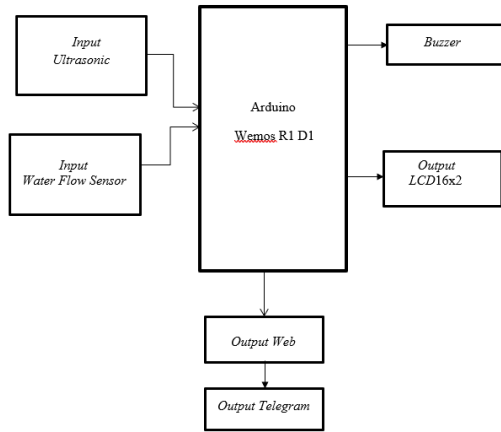 Input
Ultrasonic
Input
Water Flow Sensor
Arduino
Wemos R1 D1
Buzzer
Output
LCD16x2
Output Web
Output Telegram